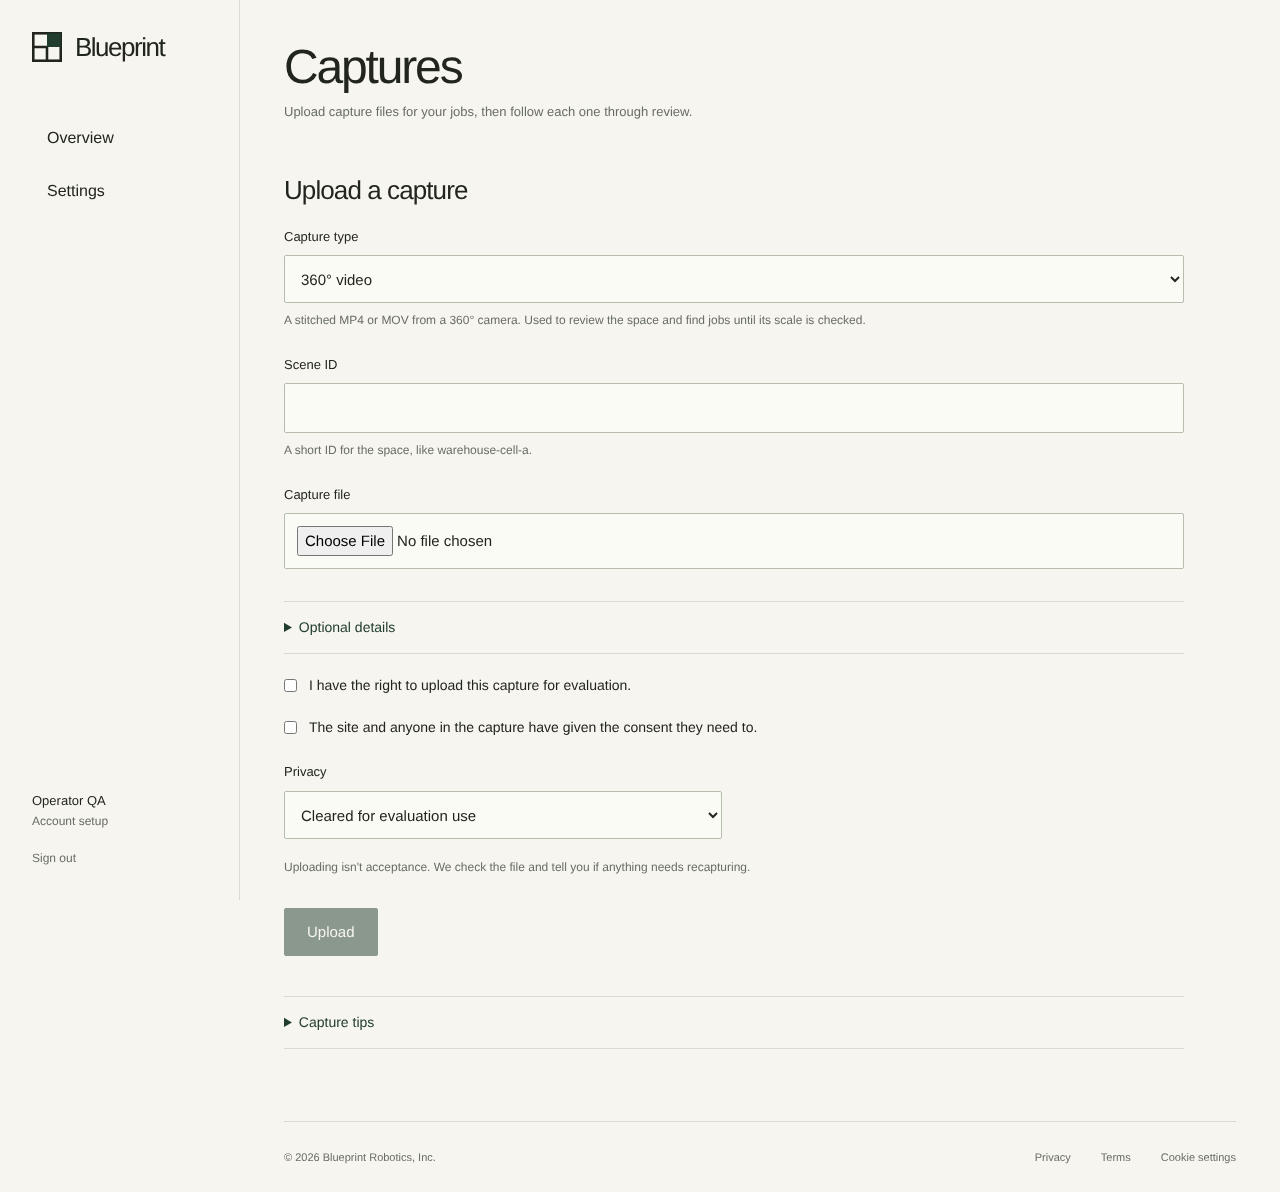 Blueprint
Overview
Settings
Operator QA
Account setup
Sign out
Captures
Upload capture files for your jobs, then follow each one through review.
Upload a capture
Capture type
360° video
A stitched MP4 or MOV from a 360° camera. Used to review the space and find jobs until its scale is checked.
Scene ID
A short ID for the space, like warehouse-cell-a.
Capture file
Choose File No file chosen
Optional details
I have the right to upload this capture for evaluation.
The site and anyone in the capture have given the consent they need to.
Privacy
Cleared for evaluation use
Uploading isn't acceptance. We check the file and tell you if anything needs recapturing.
Upload
Capture tips
© 2026 Blueprint Robotics, Inc.
Privacy Terms Cookie settings